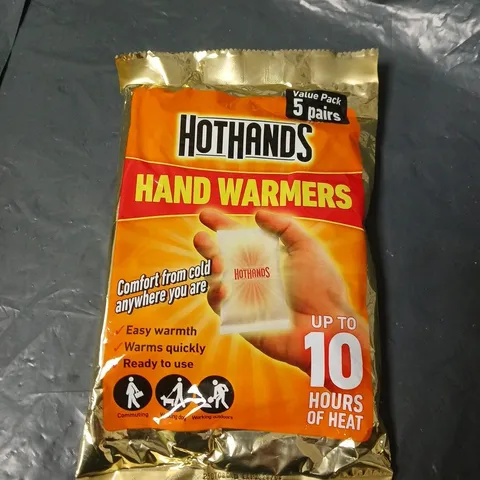 Value Pack
5 pairs
HOTHANDS
HAND WARMERS
HOTHANDS
Comfort from cold
anywhere you are
Easy warmth
Warms quickly
Ready to use
UP TO
10
HOURS
OF HEAT
Commuting
Working outdoors